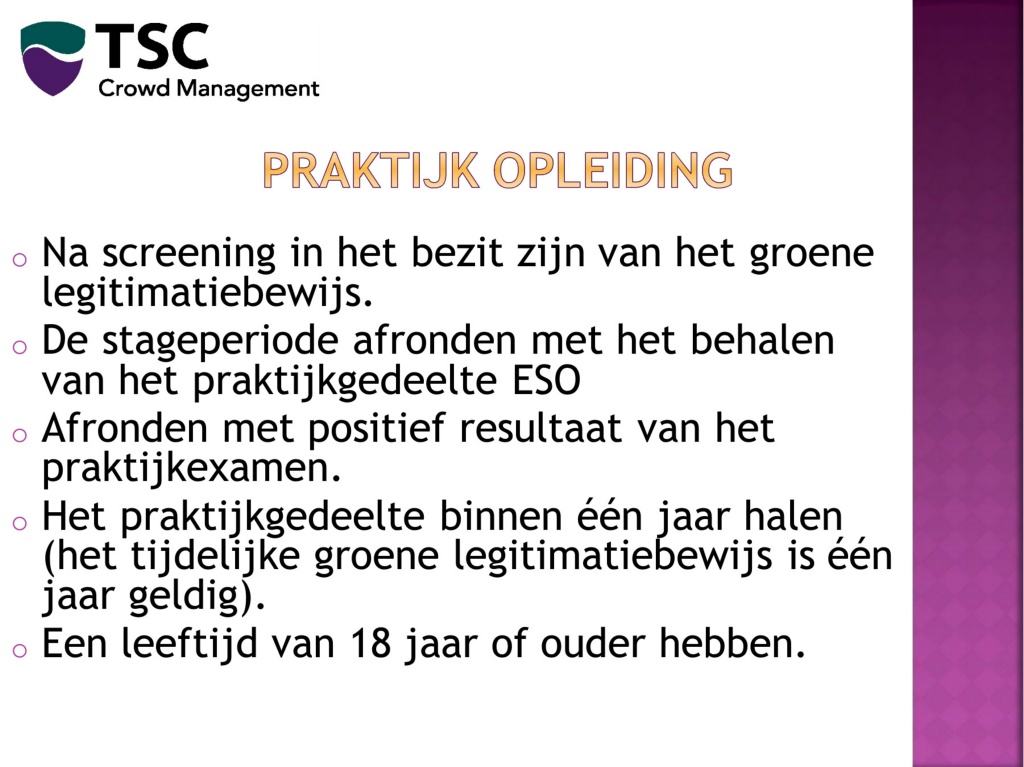 TSC
Crowd Management
PRAKTIJK OPLEIDING
o Na screening in het bezit zijn van het groene
legitimatiebewijs.
o De stageperiode afronden met het behalen
van het praktijkgedeelte ESO
o Afronden met positief resultaat van het
praktijkexamen.
o Het praktijkgedeelte binnen één jaar halen
(het tijdelijke groene legitimatiebewijs is één
jaar geldig).
o Een leeftijd van 18 jaar of ouder hebben.